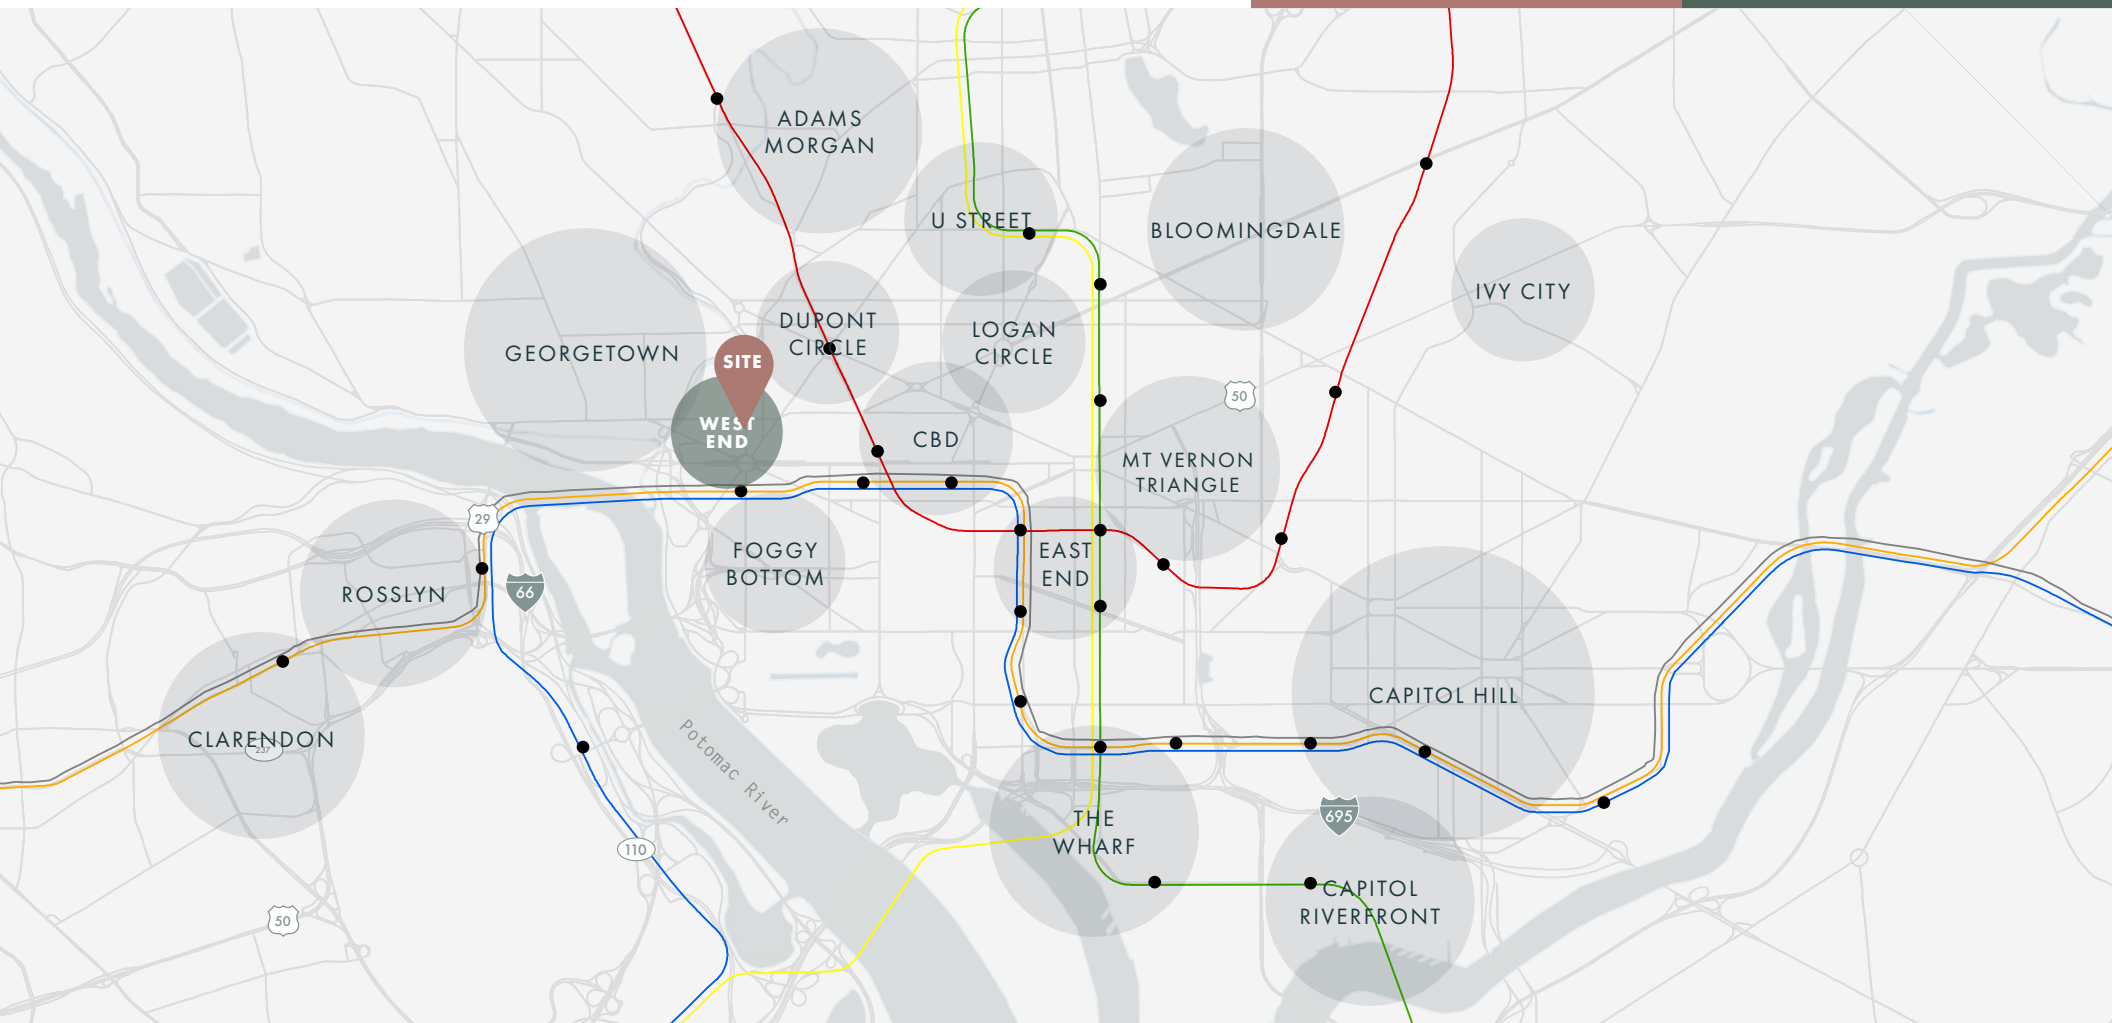 ADAMS
MORGAN
U STREET
BLOOMINGDALE
IVY CITY
DUPONT
CIRCLE
LOGAN
CIRCLE
GEORGETOWN
SITE
50
WEST
END
CBD
MT VERNON
TRIANGLE
29
FOGGY
BOTTOM
EAST
END
66
ROSSLYN
CAPITOL HILL
CLARENDON
237
Potomac River
THE
WHARF
695
110
CAPITOL
RIVERFRONT
50